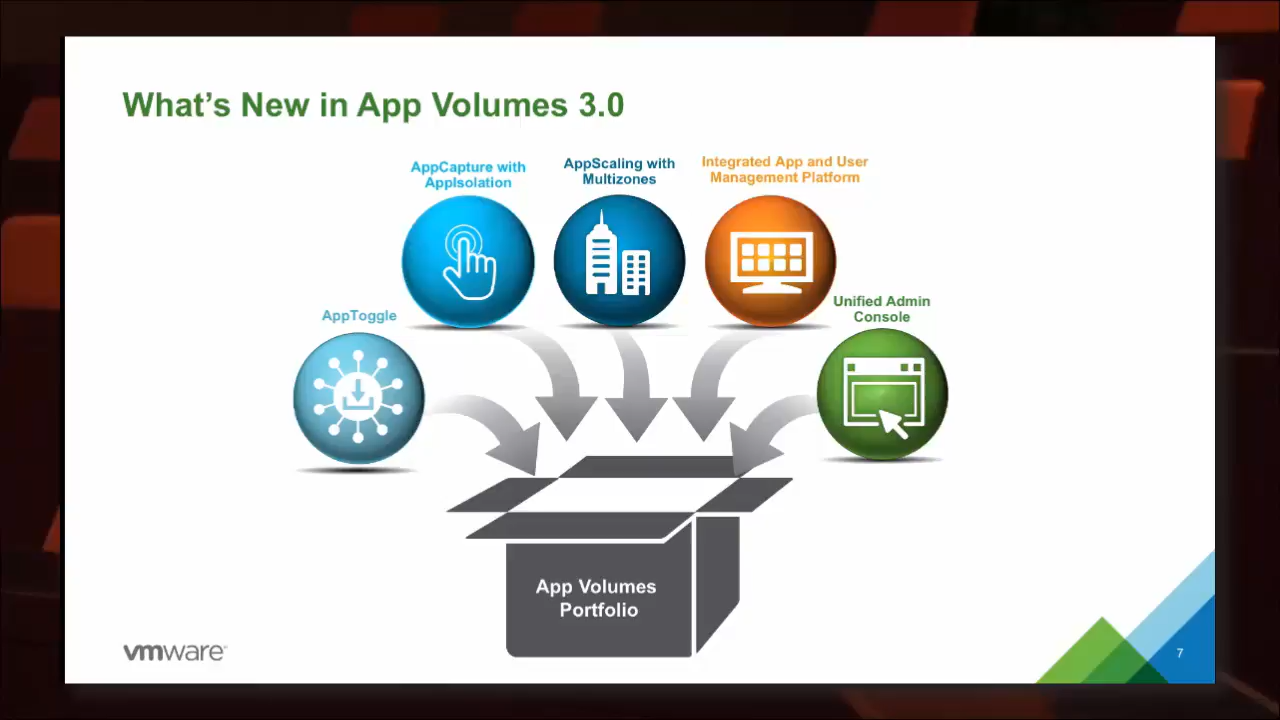 What's New in App Volumes 3.0
AppCapture with
AppIsolation
AppScaling with
Multizones
Integrated App and User
Management Platform
AppToggle
Unified Admin
Console
App Volumes
Portfolio
vmware
7